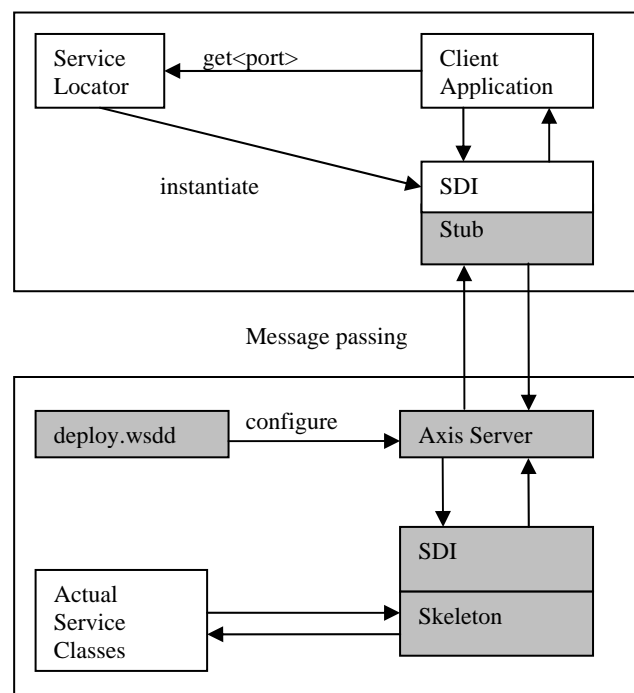 Service
Locator
get<port>
Client
Application
instantiate
SDI
Stub
Message passing
deploy.wsdd
configure
Axis Server
SDI
Skeleton
Actual
Service
Classes